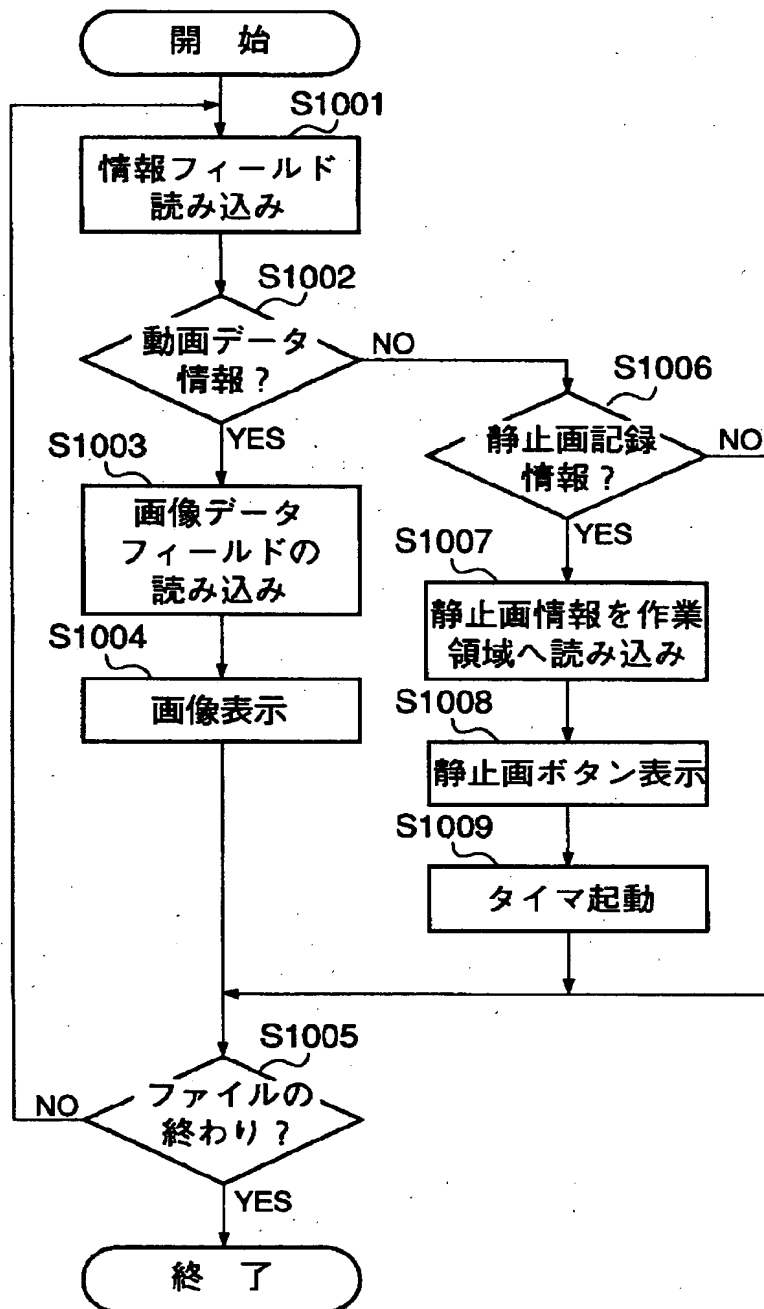 開 始
S1001
情報フィールド
読み込み
S1002
動画データ
情報?
NO
YES
S1003
画像データ
フィールドの
読み込み
S1004
画像表示
S1006
静止画記録
情報?
NO
YES
S1007
静止画情報を作業
領域へ読み込み
S1008
静止画ボタン表示
S1009
タイマ起動
S1005
ファイルの
終わり?
NO
YES
終 了